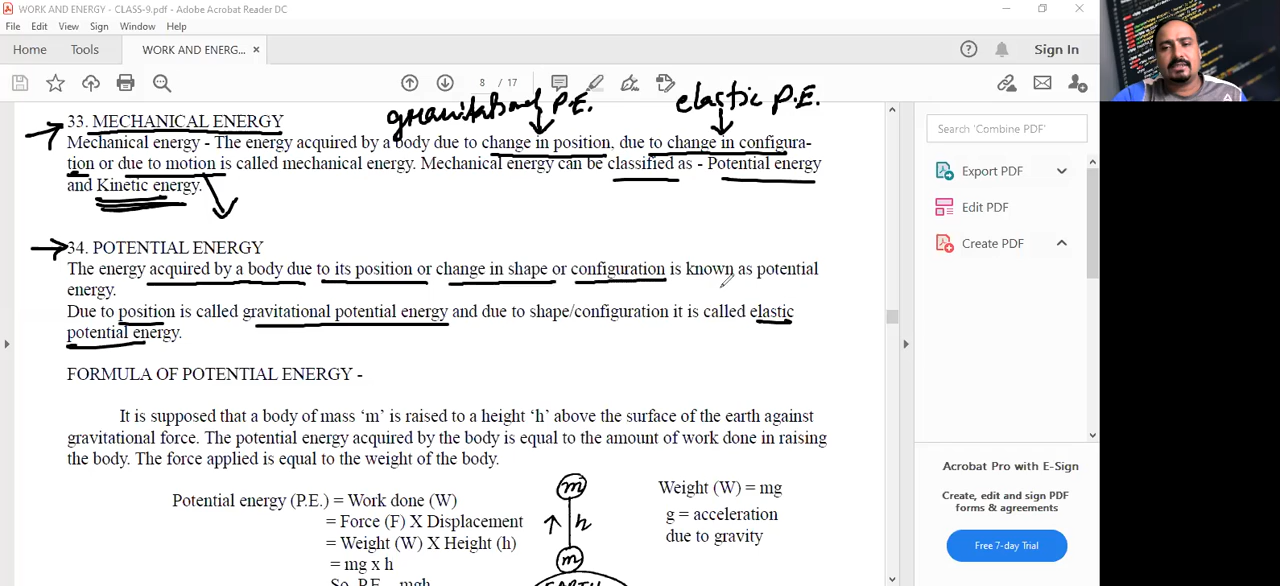 WORK AND ENERGY - CLASS-9.pdf - Adobe Acrobat Reader DC
File Edit View Sign Window Help
Home Tools WORK AND ENERG... × Sign In
8 / 17
gravitational P.E. elastic P.E.
33. MECHANICAL ENERGY
Mechanical energy - The energy acquired by a body due to change in position, due to change in configura-
tion or due to motion is called mechanical energy. Mechanical energy can be classified as - Potential energy
and Kinetic energy.
34. POTENTIAL ENERGY
The energy acquired by a body due to its position or change in shape or configuration is known as potential
energy.
Due to position is called gravitational potential energy and due to shape/configuration it is called elastic
potential energy.
FORMULA OF POTENTIAL ENERGY -
It is supposed that a body of mass ‘m’ is raised to a height ‘h’ above the surface of the earth against
gravitational force. The potential energy acquired by the body is equal to the amount of work done in raising
the body. The force applied is equal to the weight of the body.
Potential energy (P.E.) = Work done (W)
= Force (F) X Displacement
= Weight (W) X Height (h)
= mg x h
So, P.E. = mgh
m
h
m
EARTH
Weight (W) = mg
g = acceleration
due to gravity
Search 'Combine PDF'
Export PDF
Edit PDF
Create PDF
Acrobat Pro with E-Sign
Create, edit and sign PDF
forms & agreements
Free 7-day Trial